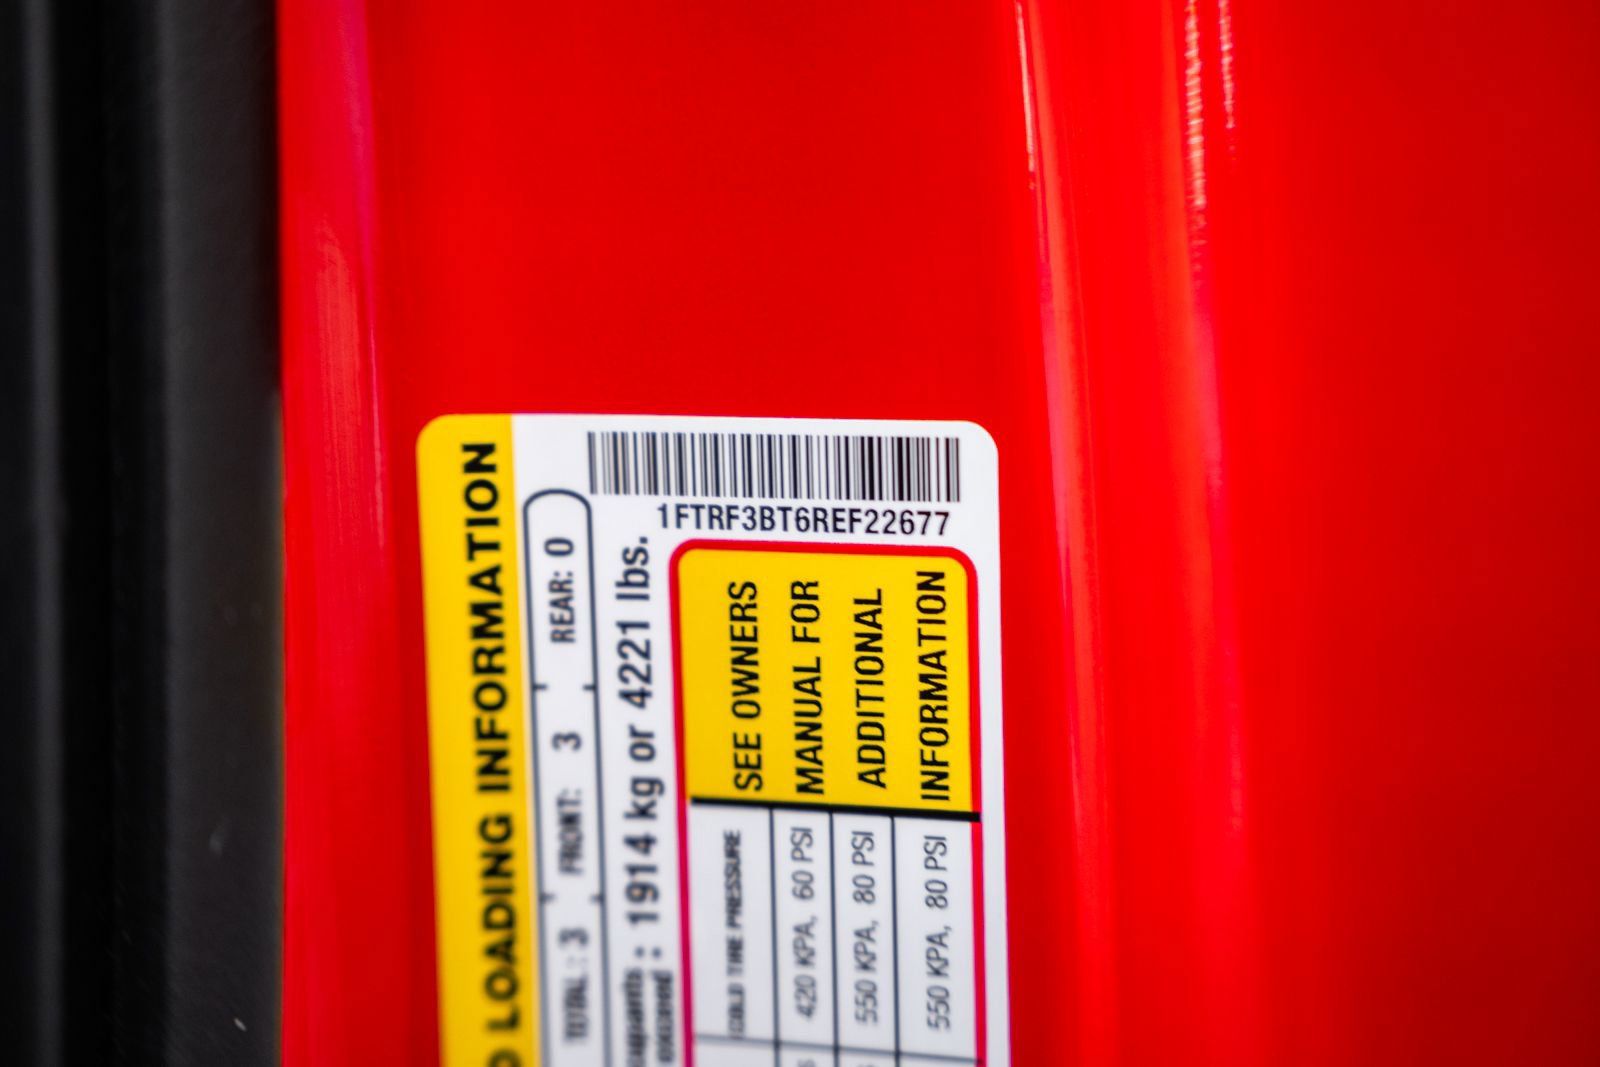 1FTRF3BT6REF22677
LOADING INFORMATION
TOTAL : 3 FRONT: 3 REAR: 0
: 1914 kg or 4221 lbs.
COLD TIRE PRESSURE
420 KPA, 60 PSI
550 KPA, 80 PSI
550 KPA, 80 PSI
SEE OWNERS
MANUAL FOR
ADDITIONAL
INFORMATION